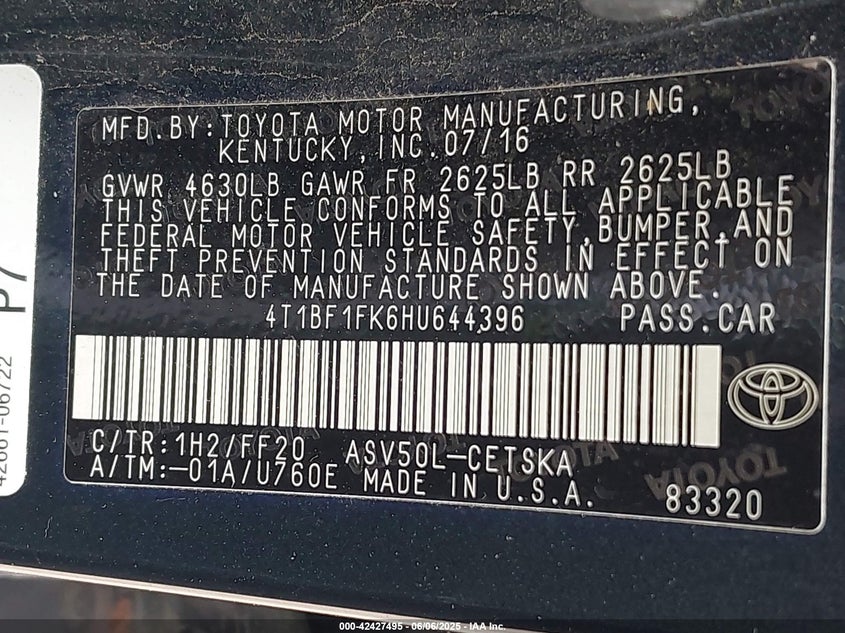 MFD.BY:TOYOTA MOTOR MANUFACTURING,
KENTUCKY,INC.07/16
GVWR 4630LB GAWR FR 2625LB RR 2625LB
THIS VEHICLE CONFORMS TO ALL APPLICABLE
FEDERAL MOTOR VEHICLE SAFETY,BUMPER,AND
THEFT PREVENTION STANDARDS IN EFFECT ON
THE DATE OF MANUFACTURE SHOWN ABOVE.
4T1BF1FK6HU644396 PASS.CAR
C/TR:1H2/FF20 ASV50L-CETSKA
A/TM:-01A/U760E MADE IN U.S.A.
83320
TOYOTA
P7
000-42427495 - 06/06/2025 - IAA Inc.